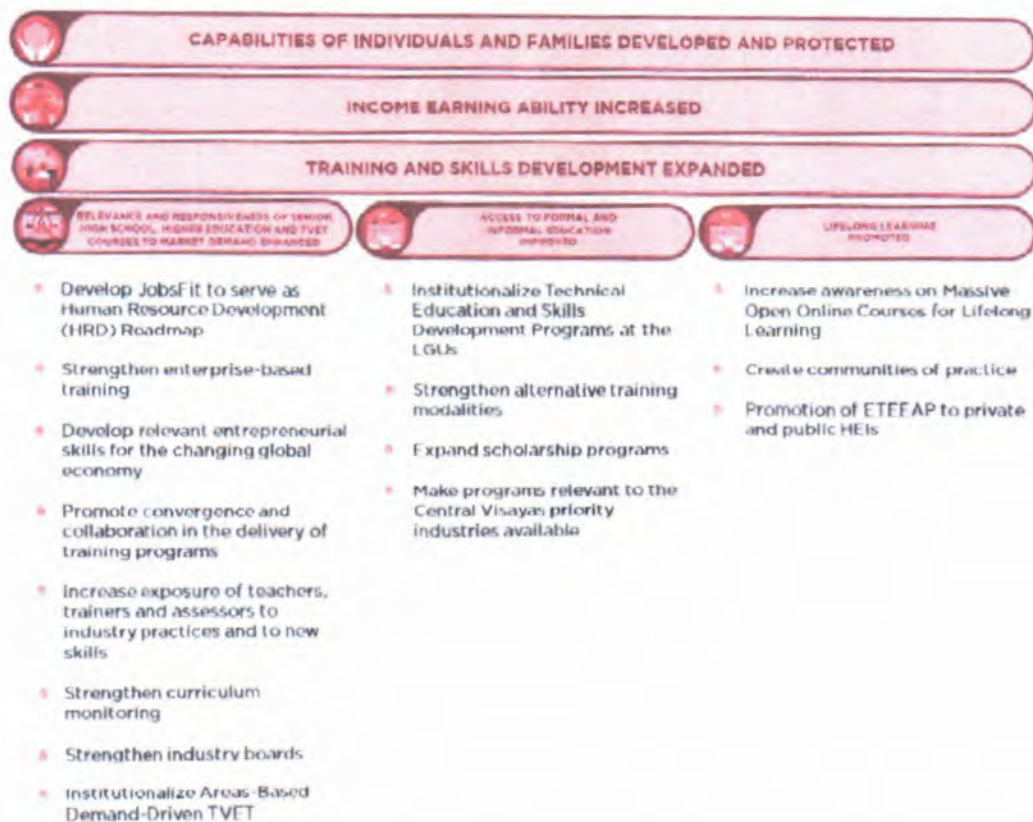 CAPABILITIES OF INDIVIDUALS AND FAMILIES DEVELOPED AND PROTECTED
INCOME EARNING ABILITY INCREASED
TRAINING AND SKILLS DEVELOPMENT EXPANDED
RELEVANCE AND RESPONSIVENESS OF SENIOR
HIGH SCHOOL, HIGHER EDUCATION AND TVET
COURSES TO MARKET DEMAND ENHANCED
Develop JobsFit to serve as
Human Resource Development
(HRD) Roadmap
Strengthen enterprise-based
training
Develop relevant entrepreneurial
skills for the changing global
economy
Promote convergence and
collaboration in the delivery of
training programs
Increase exposure of teachers,
trainers and assessors to
industry practices and to new
skills
Strengthen curriculum
monitoring
Strengthen industry boards
Institutionalize Areas-Based
Demand-Driven TVET
ACCESS TO FORMAL AND
INFORMAL EDUCATION
IMPROVED
Institutionalize Technical
Education and Skills
Development Programs at the
LGUs
Strengthen alternative training
modalities
Expand scholarship programs
Make programs relevant to the
Central Visayas priority
industries available
LIFELONG LEARNING
PROMOTED
Increase awareness on Massive
Open Online Courses for Lifelong
Learning
Create communities of practice
Promotion of ETEEAP to private
and public HEIs